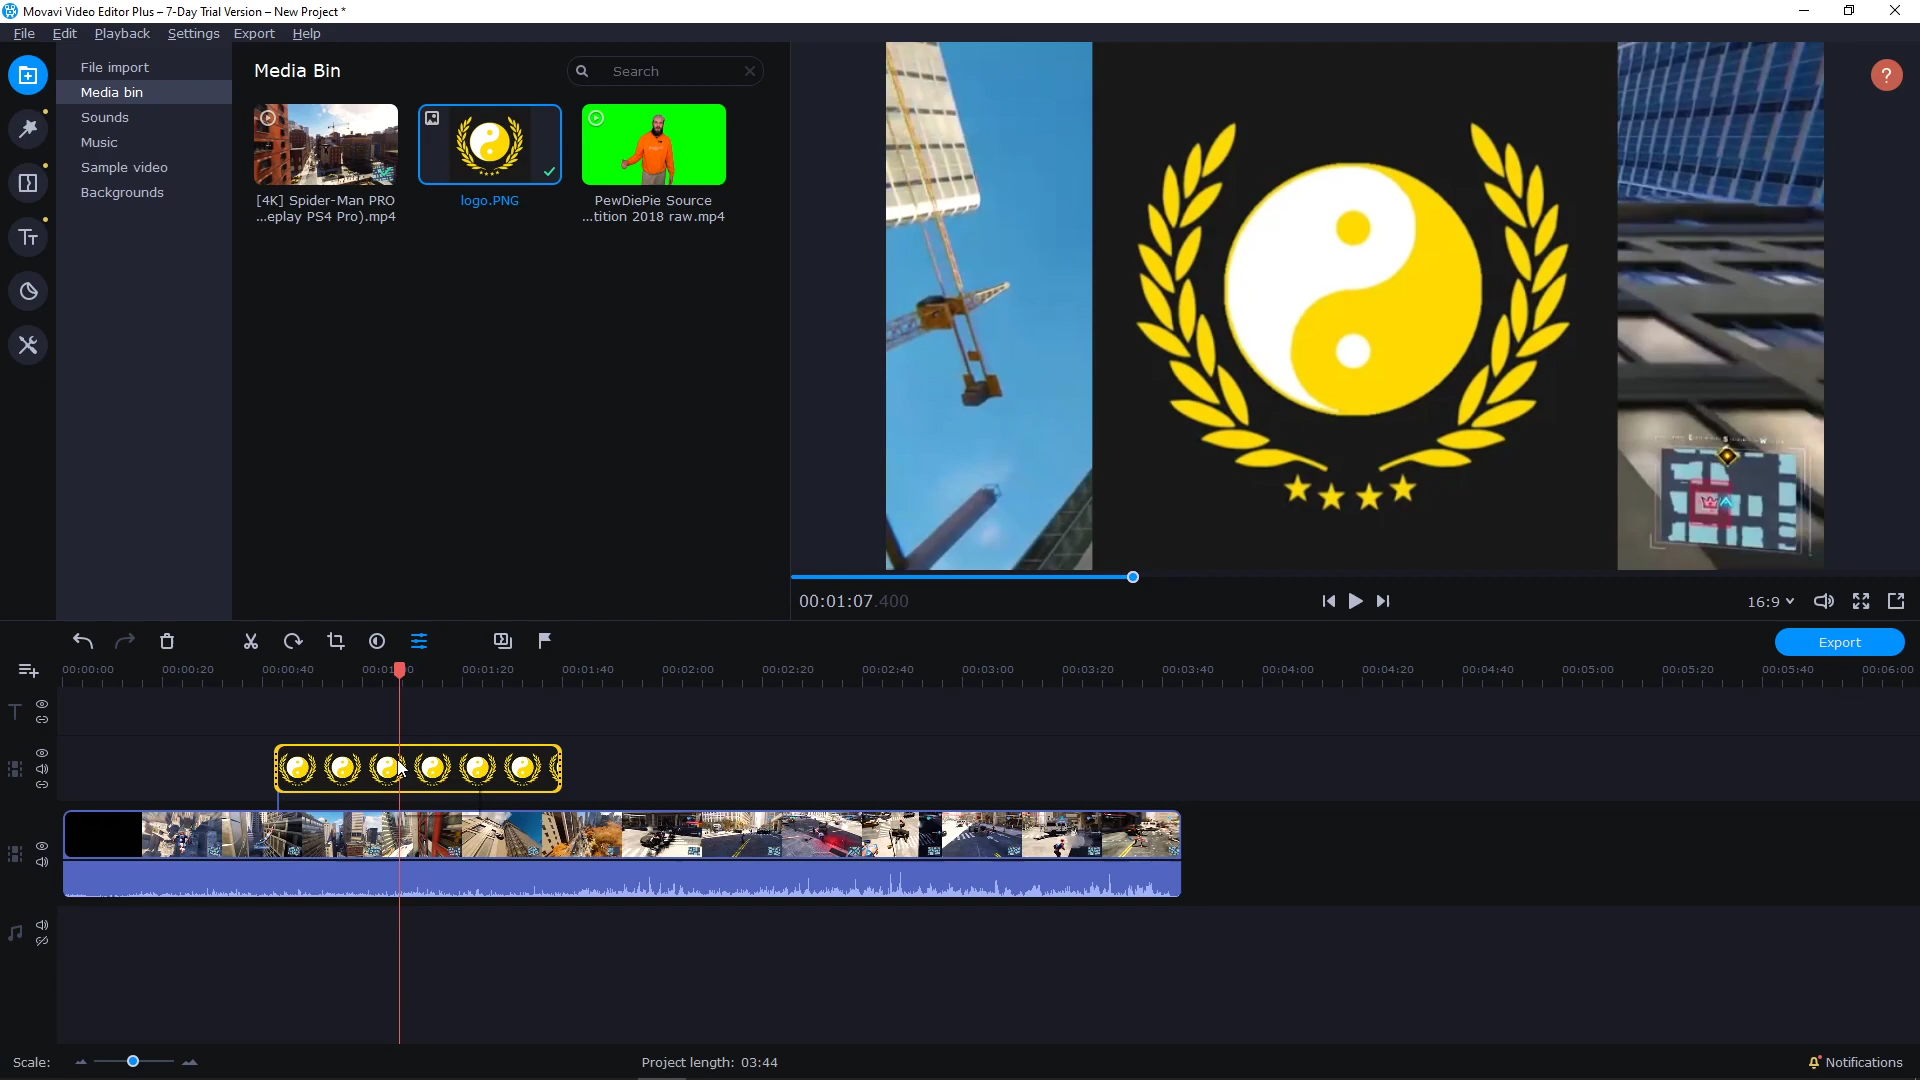 Movavi Video Editor Plus – 7-Day Trial Version – New Project *
File Edit Playback Settings Export Help
File import
Media bin
Sounds
Music
Sample video
Backgrounds
Media Bin
Search
[4K] Spider-Man PRO
...eplay PS4 Pro).mp4
logo.PNG
PewDiePie Source
...tition 2018 raw.mp4
?
00:01:07.400
16:9
Export
00:00:00 00:00:20 00:00:40 00:01:20 00:01:40 00:02:00 00:02:20 00:02:40 00:03:00 00:03:20 00:03:40 00:04:00 00:04:20 00:04:40 00:05:00 00:05:20 00:05:40 00:06:00
Scale:
Project length: 03:44
Notifications